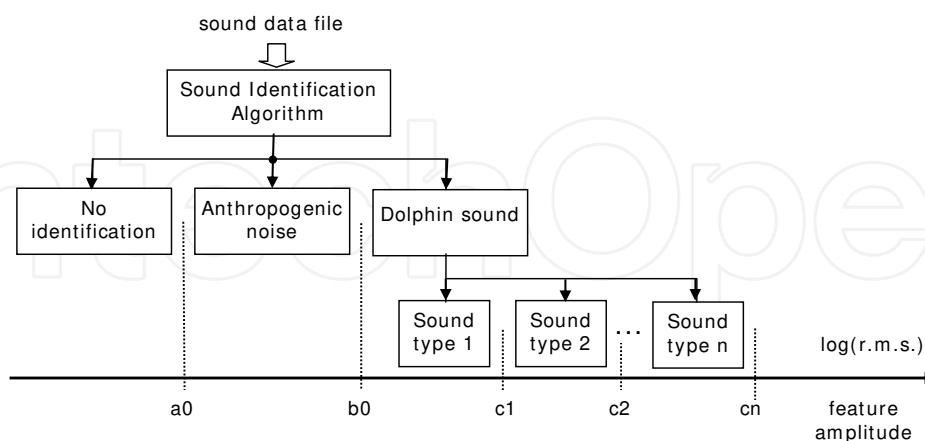 sound data file
Sound Identification
Algorithm
No
identification
Anthropogenic
noise
Dolphin sound
Sound
type 1
Sound
type 2
...
Sound
type n
log(r.m.s.)
a0
b0
c1
c2
cn
feature
amplitude
ntechOpe